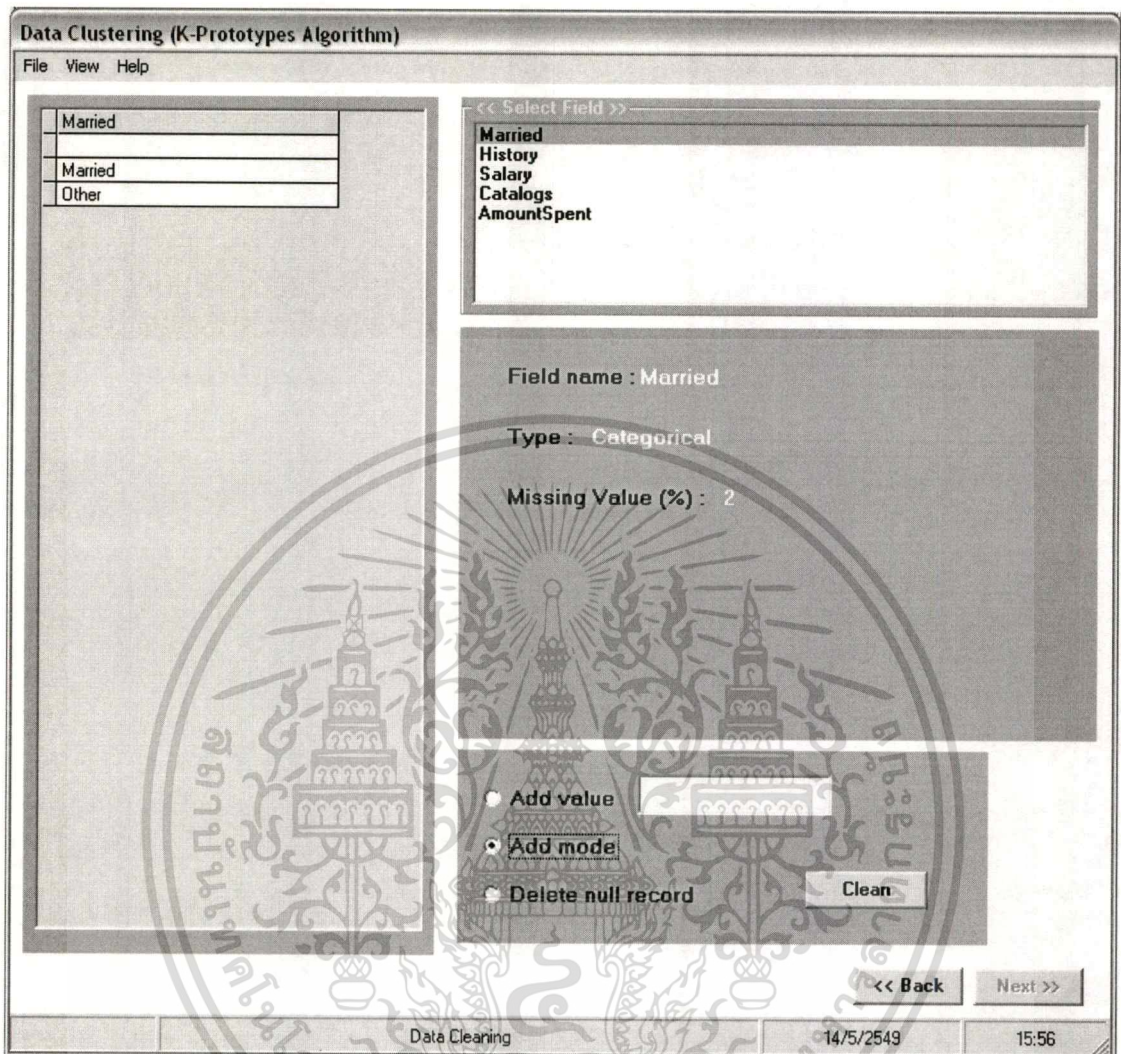 Data Clustering (K-Prototypes Algorithm)
File View Help
Married
Married
Other
<< Select Field >>
Married
History
Salary
Catalogs
AmountSpent
Field name : Married
Type : Categorical
Missing Value (%) : 2
Add value
Add mode
Delete null record
Clean
<< Back
Next >>
Data Cleaning
14/5/2549
15:56